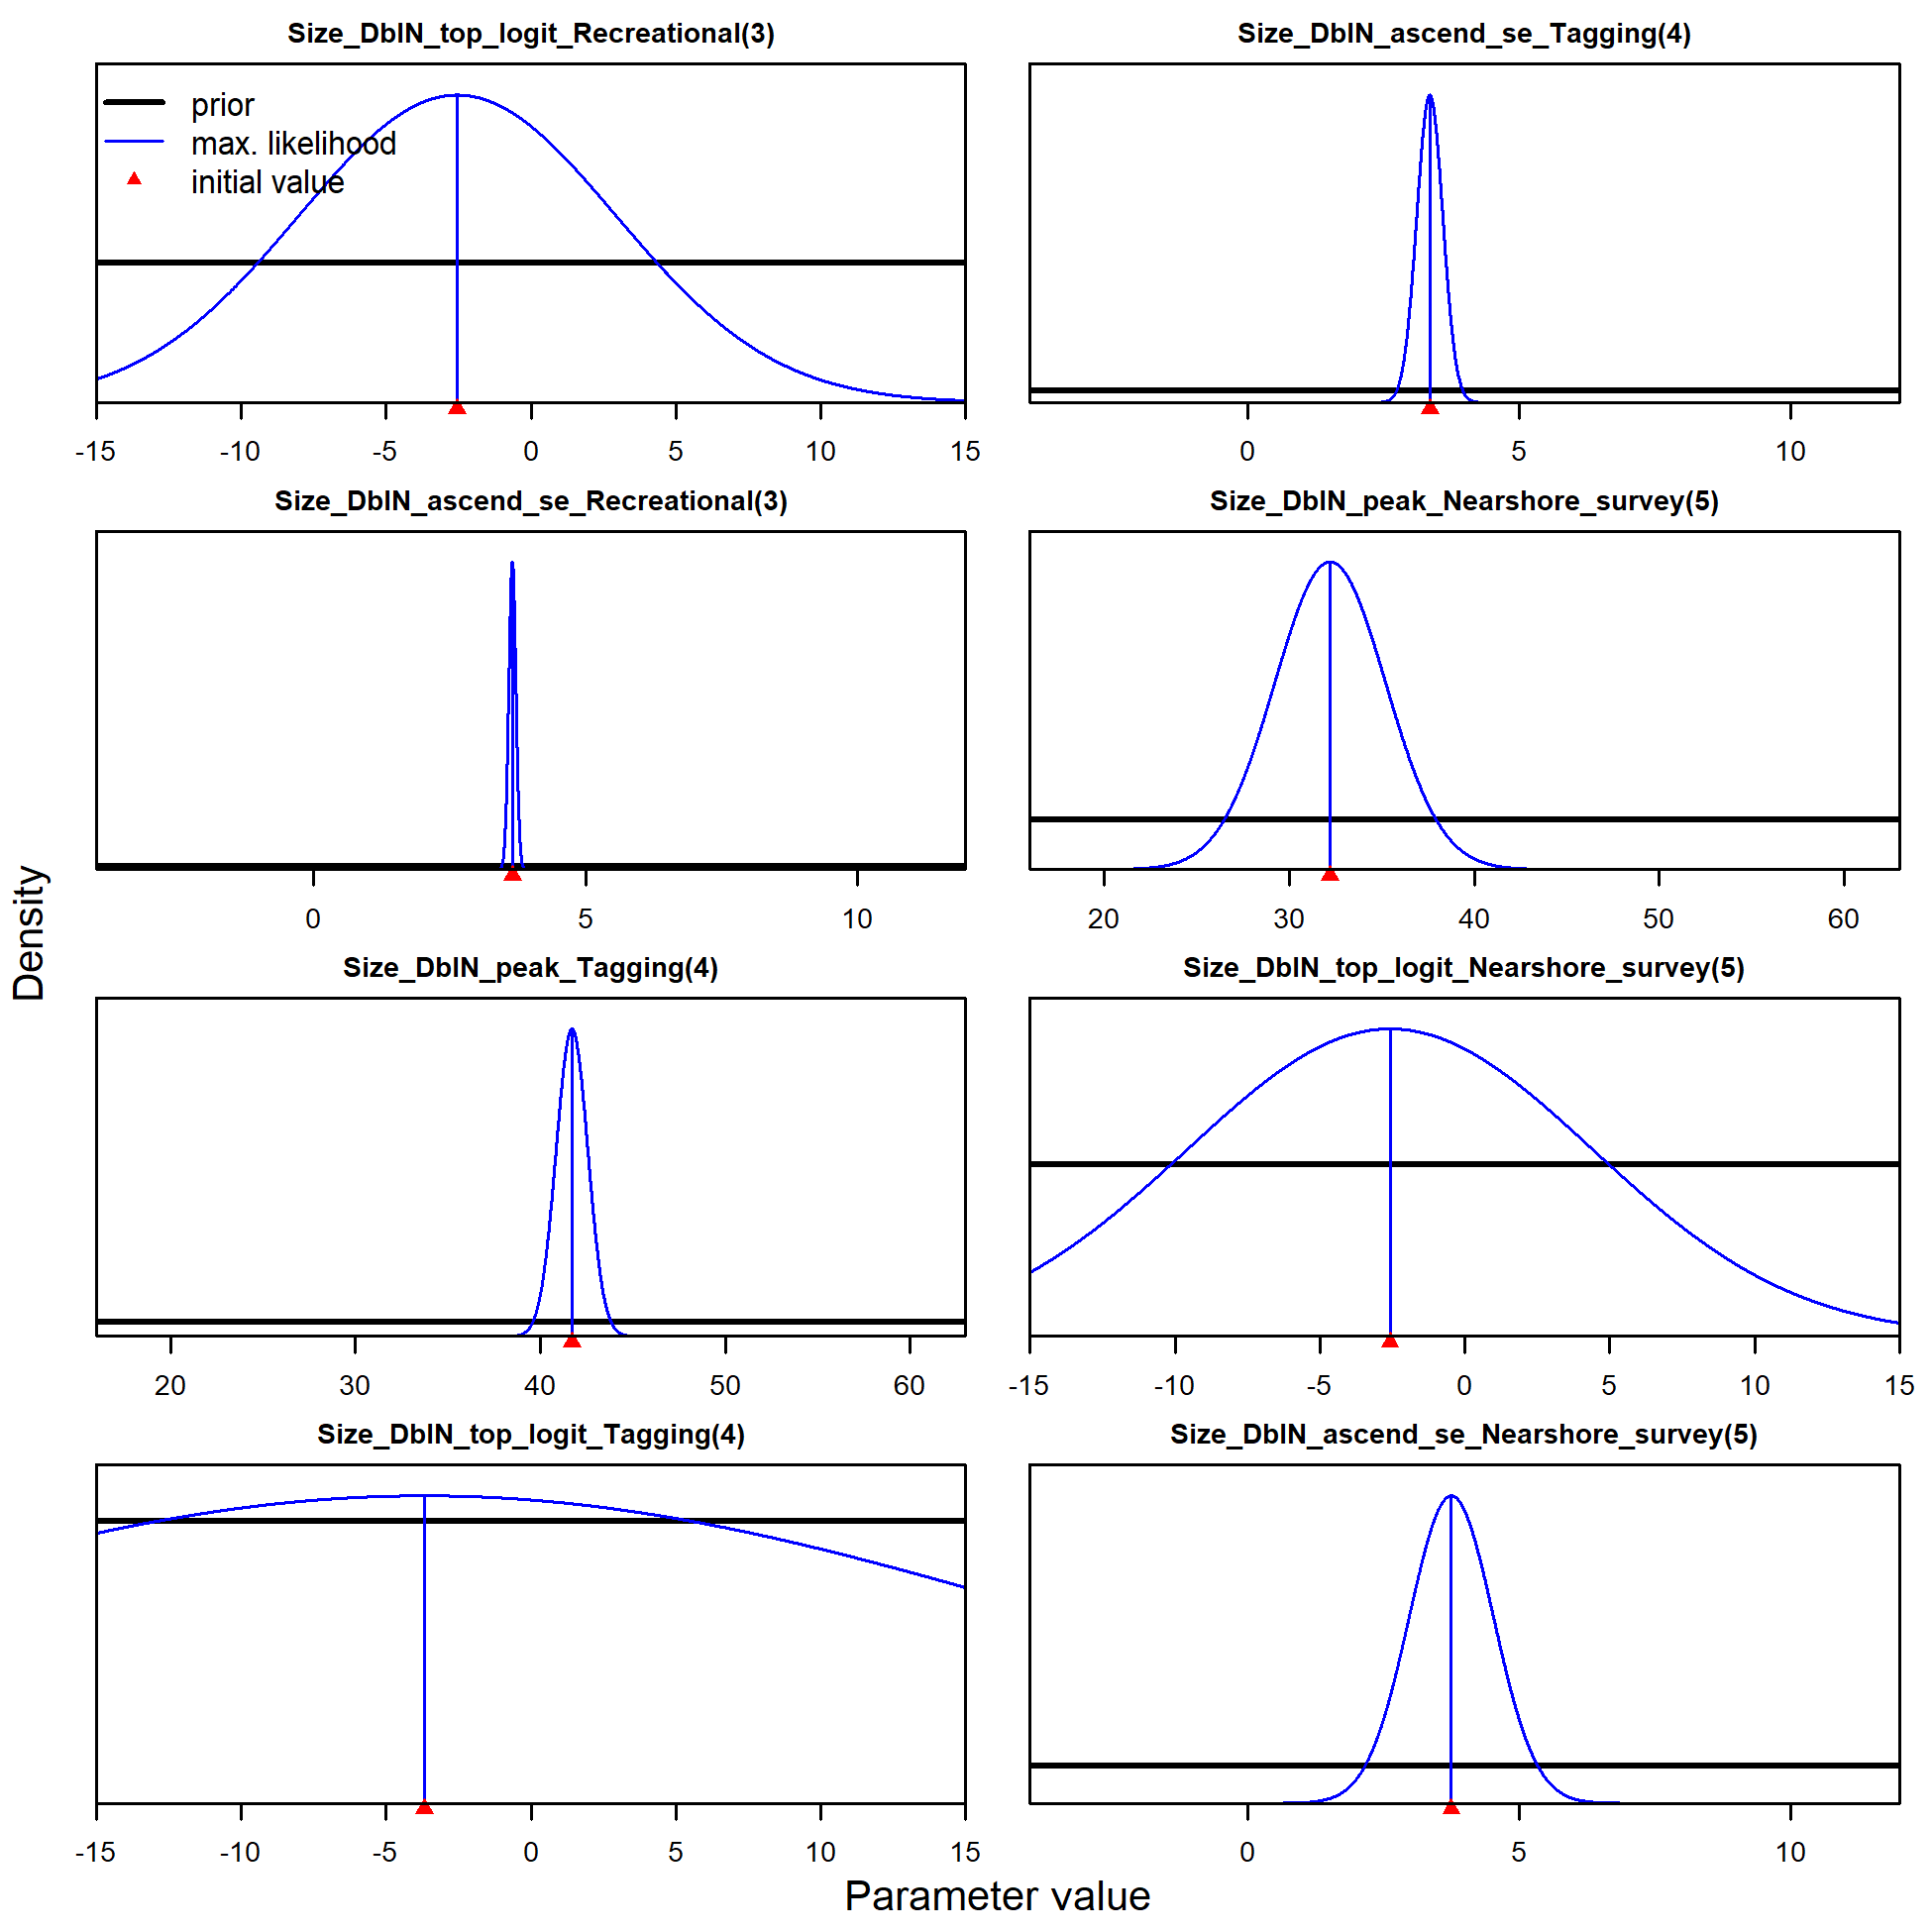 Size_DblN_top_logit_Recreational(3)
prior
max. likelihood
initial value
-15 -10 -5 0 5 10 15
Size_DblN_ascend_se_Tagging(4)
0 5 10
Size_DblN_ascend_se_Recreational(3)
0 5 10
Size_DblN_peak_Nearshore_survey(5)
20 30 40 50 60
Size_DblN_peak_Tagging(4)
20 30 40 50 60
Size_DblN_top_logit_Nearshore_survey(5)
-15 -10 -5 0 5 10 15
Size_DblN_top_logit_Tagging(4)
-15 -10 -5 0 5 10 15
Size_DblN_ascend_se_Nearshore_survey(5)
0 5 10
Density
Parameter value